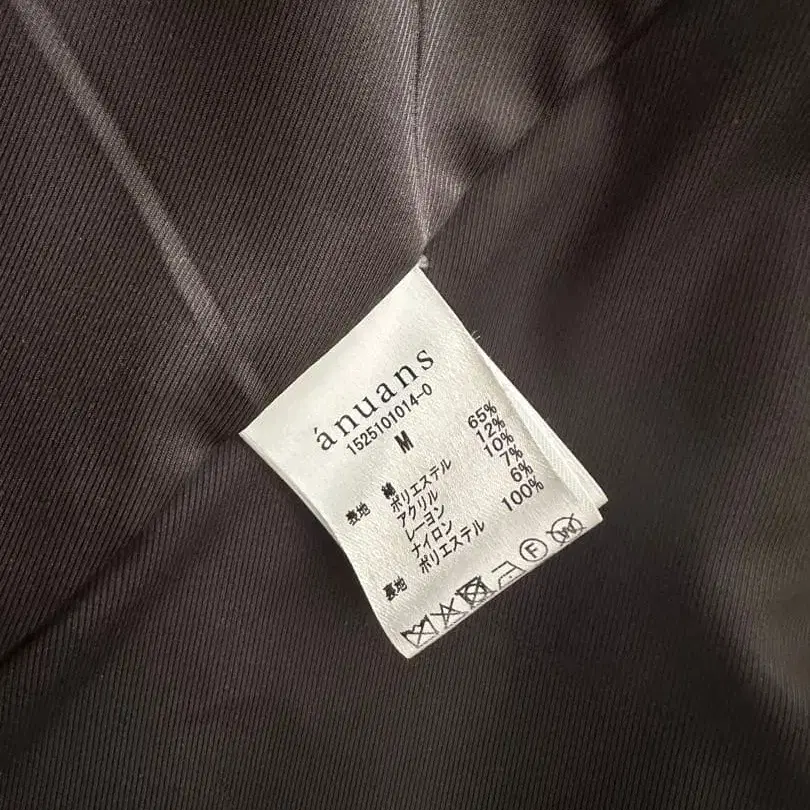 ánuans
1525101014-0
M
表地 綿 65%
ポリエステル 12%
アクリル 10%
レーヨン 7%
ナイロン 6%
裏地 ポリエステル 100%
F
W